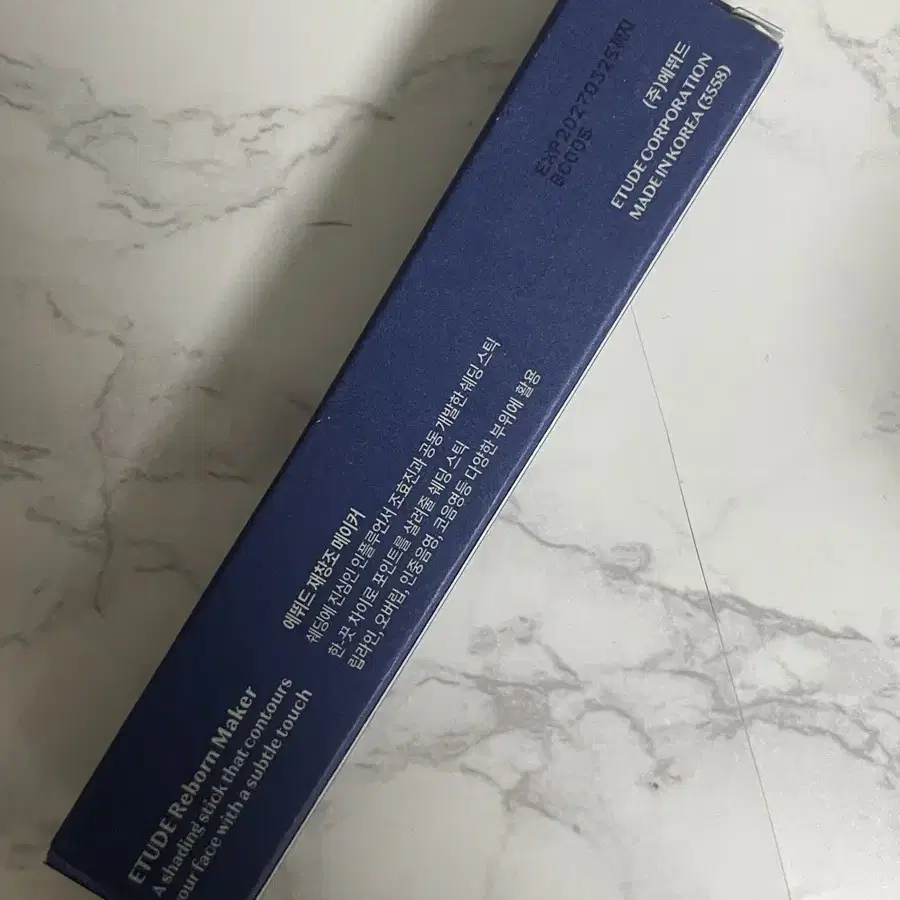 ETUDE Reborn Maker
A shading stick that contours
your face with a subtle touch
에뛰드 재창조 메이커
쉐딩에 진심인 인플루언서 조효진과 공동 개발한 쉐딩 스틱
한-끗 차이로 포인트를 살려줄 쉐딩 스틱
립라인, 오버립, 인중음영, 코음영등 다양한 부위에 활용
EXP20270325까지
(주)에뛰드
ETUDE CORPORATION
MADE IN KOREA (3558)